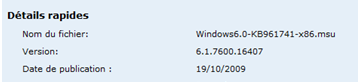 Détails rapides
Nom du fichier: Windows6.0-KB961741-x86.msu
Version: 6.1.7600.16407
Date de publication : 19/10/2009